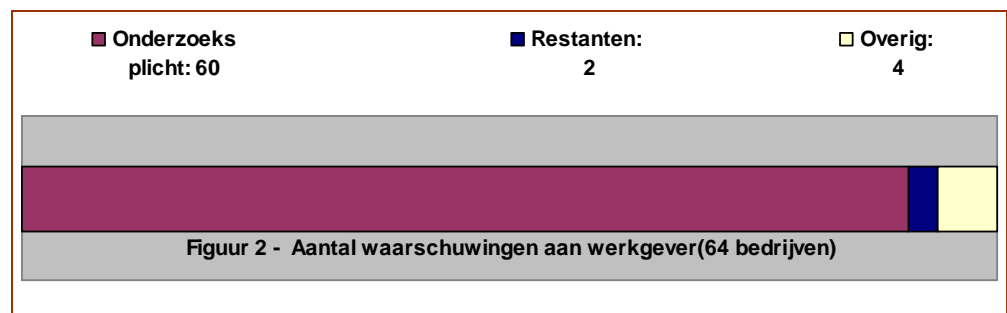 Onderzoeks Restanten: Overig:
plicht: 60 2 4
Figuur 2 - Aantal waarschuwingen aan werkgever(64 bedrijven)